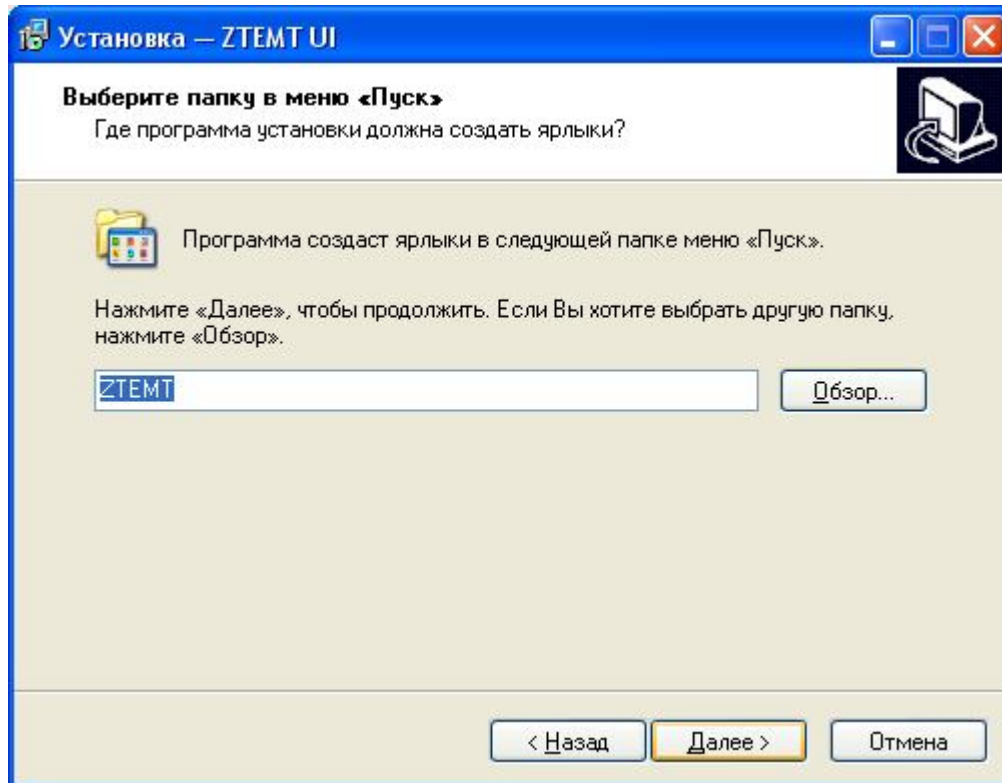 Установка — ZTEMT UI
Выберите папку в меню «Пуск»
Где программа установки должна создать ярлыки?
Программа создаст ярлыки в следующей папке меню «Пуск».
Нажмите «Далее», чтобы продолжить. Если Вы хотите выбрать другую папку,
нажмите «Обзор».
ZTEMT
Обзор...
< Назад
Далее >
Отмена